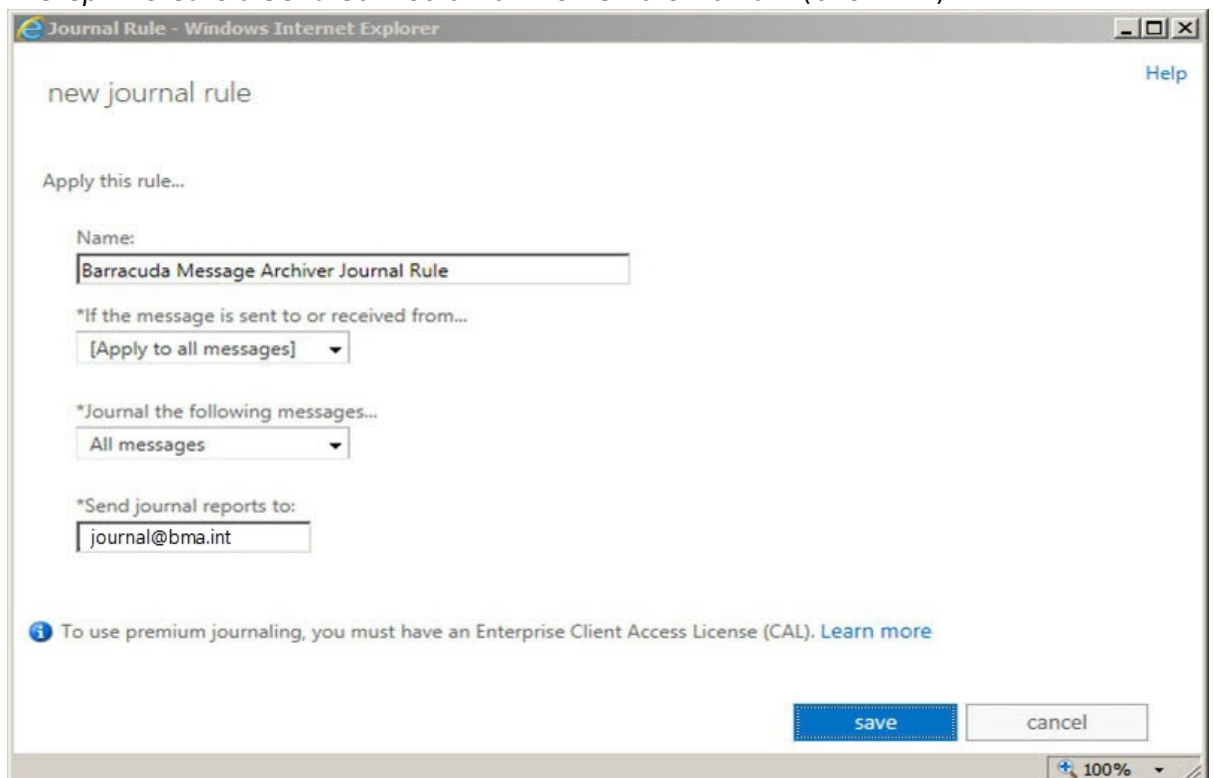 Journal Rule - Windows Internet Explorer
Help
new journal rule
Apply this rule...
Name:
Barracuda Message Archiver Journal Rule
*If the message is sent to or received from...
[Apply to all messages]
*Journal the following messages...
All messages
*Send journal reports to:
journal@bma.int
To use premium journaling, you must have an Enterprise Client Access License (CAL). Learn more
save
cancel
100%